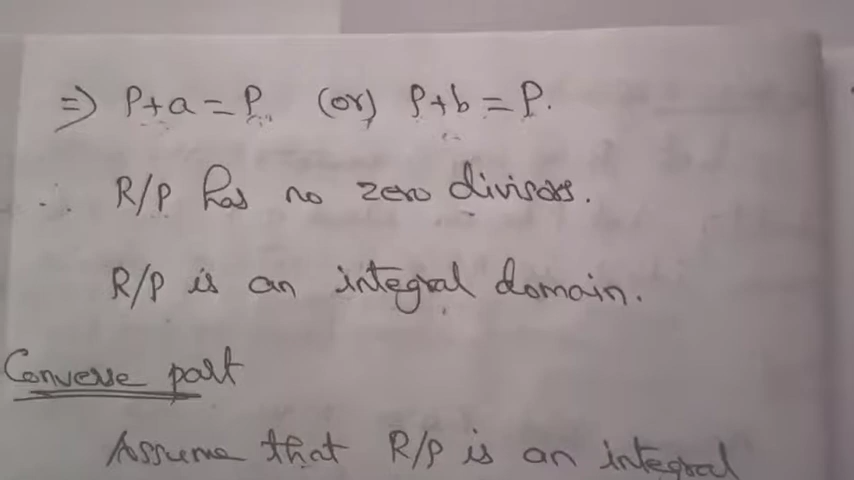 ⇒ P+a = P (or) P+b = P.
∴ R/P has no zero divisors.
R/P is an integral domain.
Converse part
Assume that R/P is an integral